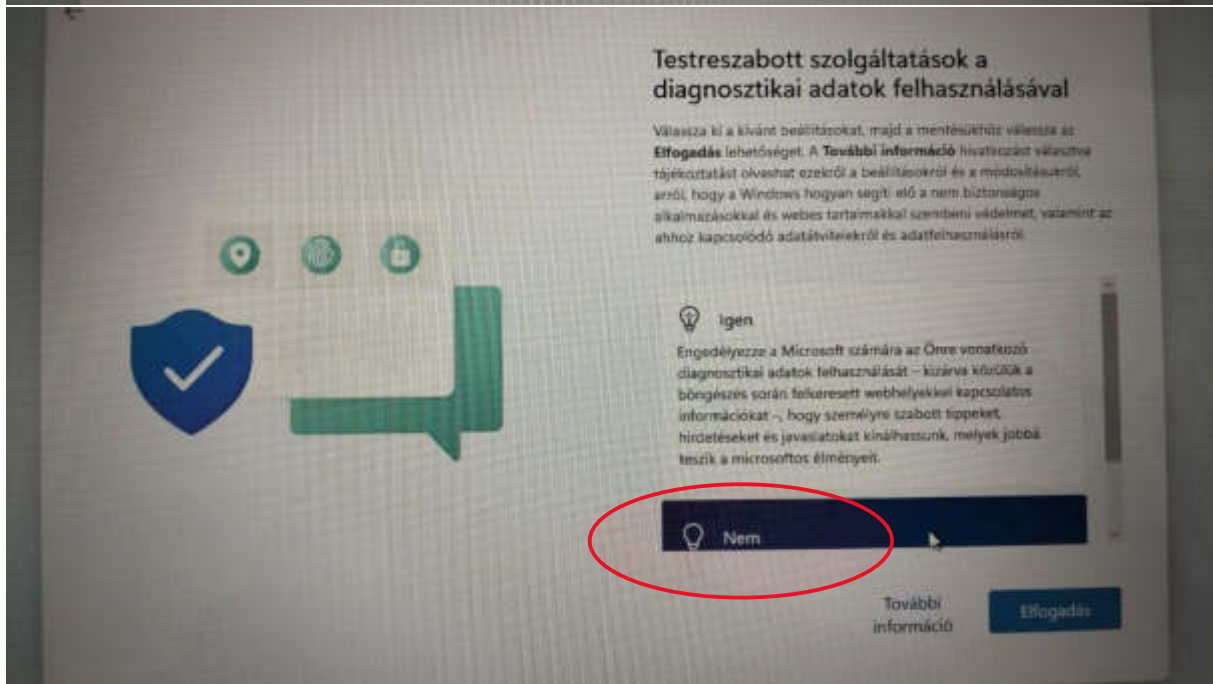 Testreszabott szolgáltatások a
diagnosztikai adatok felhasználásával
Válassza ki a kívánt beállításokat, majd a mentésükhöz válassza az
Elfogadás lehetőséget. A További információ hivatkozást választva
tájékoztatást olvashat ezekről a beállításokról és a módosításukról,
arról, hogy a Windows hogyan segíti elő a nem biztonságos
alkalmazásokkal és webes tartalmakkal szembeni védelmet, valamint az
ahhoz kapcsolódó adatátvitelekről és adatfelhasználásról.
Igen
Engedélyezze a Microsoft számára az Önre vonatkozó
diagnosztikai adatok felhasználását – kizárva közülük a
böngészés során felkeresett webhelyekkel kapcsolatos
információkat –, hogy személyre szabott tippeket,
hirdetéseket és javaslatokat kínálhassunk, melyek jobbá
teszik a microsoftos élményeit.
Nem
További
információ
Elfogadás